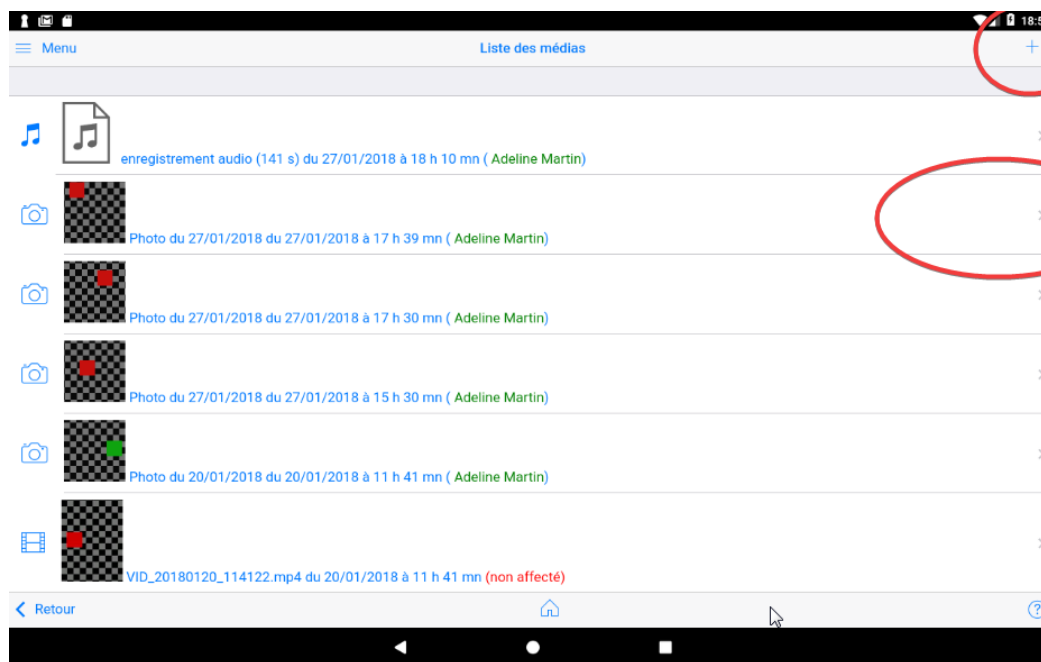 18:5
Menu
Liste des médias
+
enregistrement audio (141 s) du 27/01/2018 à 18 h 10 mn ( Adeline Martin)
Photo du 27/01/2018 du 27/01/2018 à 17 h 39 mn ( Adeline Martin)
Photo du 27/01/2018 du 27/01/2018 à 17 h 30 mn ( Adeline Martin)
Photo du 27/01/2018 du 27/01/2018 à 15 h 30 mn ( Adeline Martin)
Photo du 20/01/2018 du 20/01/2018 à 11 h 41 mn ( Adeline Martin)
VID_20180120_114122.mp4 du 20/01/2018 à 11 h 41 mn (non affecté)
Retour
?